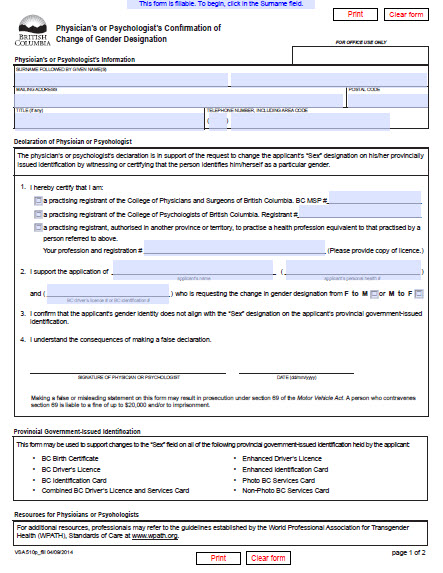 This form is fillable. To begin, click in the Surname field.
Print
Clear form
BRITISH
COLUMBIA
Physician's or Psychologist's Confirmation of
Change of Gender Designation
FOR OFFICE USE ONLY
Physician's or Psychologist's Information
SURNAME FOLLOWED BY GIVEN NAME(S)
MAILING ADDRESS
POSTAL CODE
TITLE (if any)
TELEPHONE NUMBER, INCLUDING AREA CODE
( )
Declaration of Physician or Psychologist
The physician's or psychologist's declaration is in support of the request to change the applicant's "Sex" designation on his/her provincially
issued identification by witnessing or certifying that the person identifies him/herself as a particular gender.
1. I hereby certify that I am:
a practising registrant of the College of Physicians and Surgeons of British Columbia. BC MSP #
a practising registrant of the College of Psychologists of British Columbia. Registrant #
a practising registrant, authorised in another province or territory, to practise a health profession equivalent to that practised by a
person referred to above.
Your profession and registration # (Please provide copy of licence.)
2. I support the application of (
applicant's name applicant's personal health #
and ( ) who is requesting the change in gender designation from F to M or M to F
BC driver's licence # or BC identification #
3. I confirm that the applicant's gender identity does not align with the "Sex" designation on the applicant's provincial government-issued
identification.
4. I understand the consequences of making a false declaration.
SIGNATURE OF PHYSICIAN OR PSYCHOLOGIST
DATE (dd/mm/yyyy)
Making a false or misleading statement on this form may result in prosecution under section 69 of the Motor Vehicle Act. A person who contravenes
section 69 is liable to a fine of up to $20,000 and/or to imprisonment.
Provincial Government-Issued Identification
This form may be used to support changes to the "Sex" field on all of the following provincial government-issued identification held by the applicant:
• BC Birth Certificate
• BC Driver's Licence
• BC Identification Card
• Combined BC Driver's Licence and Services Card
• Enhanced Driver's Licence
• Enhanced Identification Card
• Photo BC Services Card
• Non-Photo BC Services Card
Resources for Physicians or Psychologists
For additional resources, professionals may refer to the guidelines established by the World Professional Association for Transgender
Health (WPATH), Standards of Care at www.wpath.org.
VSA 510p_fill 04/09/2014
Print
Clear form
page 1 of 2